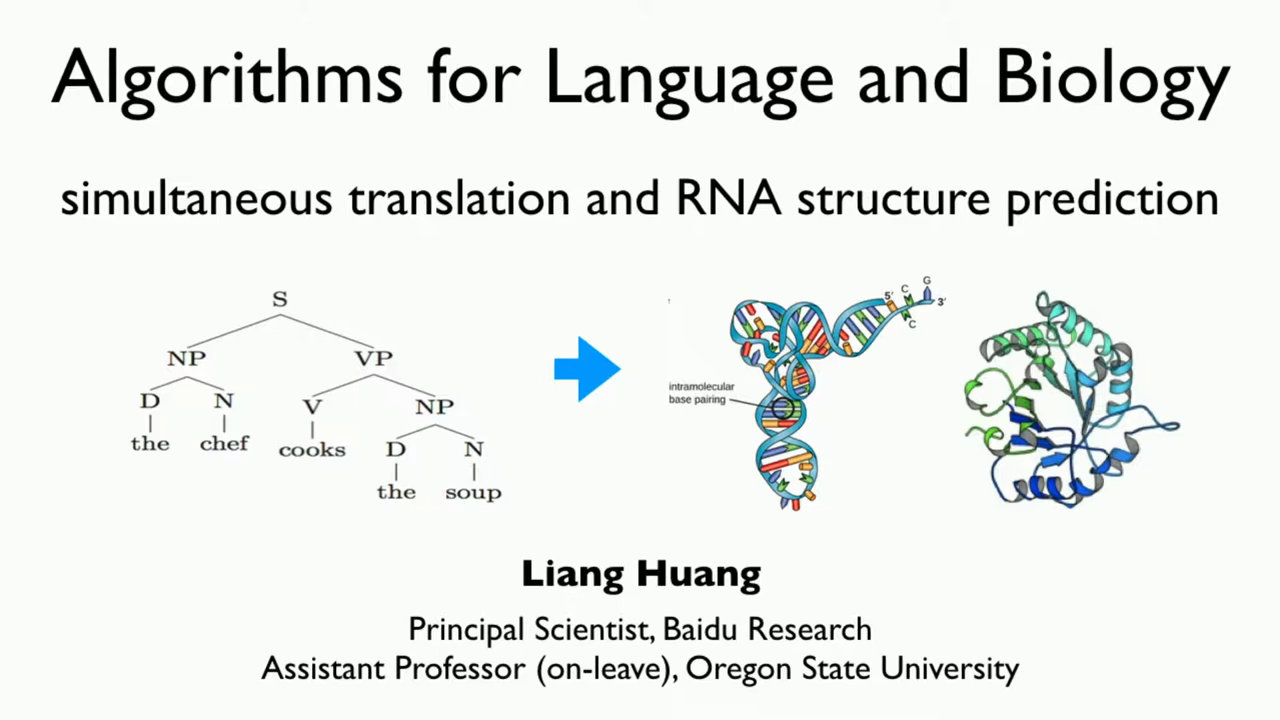 Algorithms for Language and Biology
simultaneous translation and RNA structure prediction
S
NP VP
D N V NP
the chef cooks D N
the soup
5' C G 3'
C
intramolecular
base pairing
Liang Huang
Principal Scientist, Baidu Research
Assistant Professor (on-leave), Oregon State University